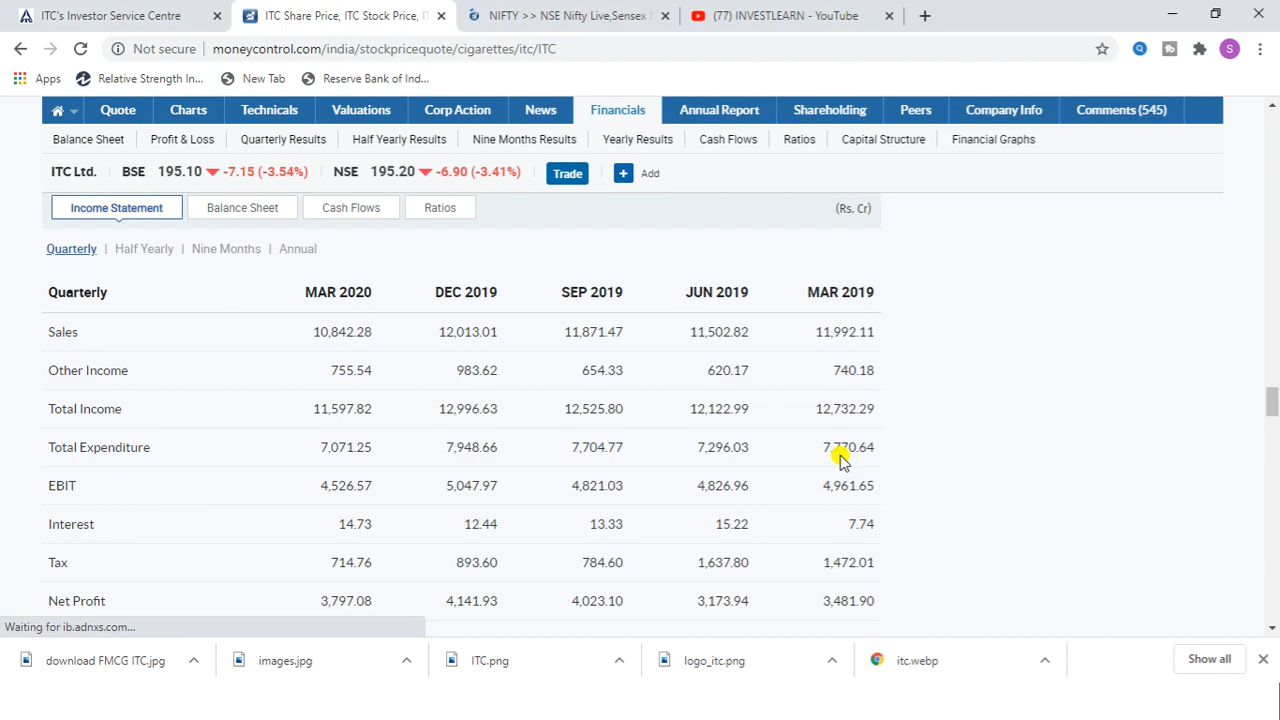 ITC's Investor Service Centre
ITC Share Price, ITC Stock Price, I
NIFTY >> NSE Nifty Live,Sensex
(77) INVESTLEARN - YouTube
Not secure
moneycontrol.com/india/stockpricequote/cigarettes/itc/ITC
S
Apps
Relative Strength In...
New Tab
Reserve Bank of Ind...
Quote Charts Technicals Valuations Corp Action News Financials Annual Report Shareholding Peers Company Info Comments (545)
Balance Sheet Profit & Loss Quarterly Results Half Yearly Results Nine Months Results Yearly Results Cash Flows Ratios Capital Structure Financial Graphs
ITC Ltd. BSE 195.10 -7.15 (-3.54%) NSE 195.20 -6.90 (-3.41%) Trade + Add
Income Statement Balance Sheet Cash Flows Ratios (Rs. Cr)
Quarterly | Half Yearly | Nine Months | Annual
Quarterly MAR 2020 DEC 2019 SEP 2019 JUN 2019 MAR 2019
Sales 10,842.28 12,013.01 11,871.47 11,502.82 11,992.11
Other Income 755.54 983.62 654.33 620.17 740.18
Total Income 11,597.82 12,996.63 12,525.80 12,122.99 12,732.29
Total Expenditure 7,071.25 7,948.66 7,704.77 7,296.03 7,770.64
EBIT 4,526.57 5,047.97 4,821.03 4,826.96 4,961.65
Interest 14.73 12.44 13.33 15.22 7.74
Tax 714.76 893.60 784.60 1,637.80 1,472.01
Net Profit 3,797.08 4,141.93 4,023.10 3,173.94 3,481.90
Waiting for ib.adnxs.com...
download FMCG ITC.jpg
images.jpg
ITC.png
logo_itc.png
itc.webp
Show all